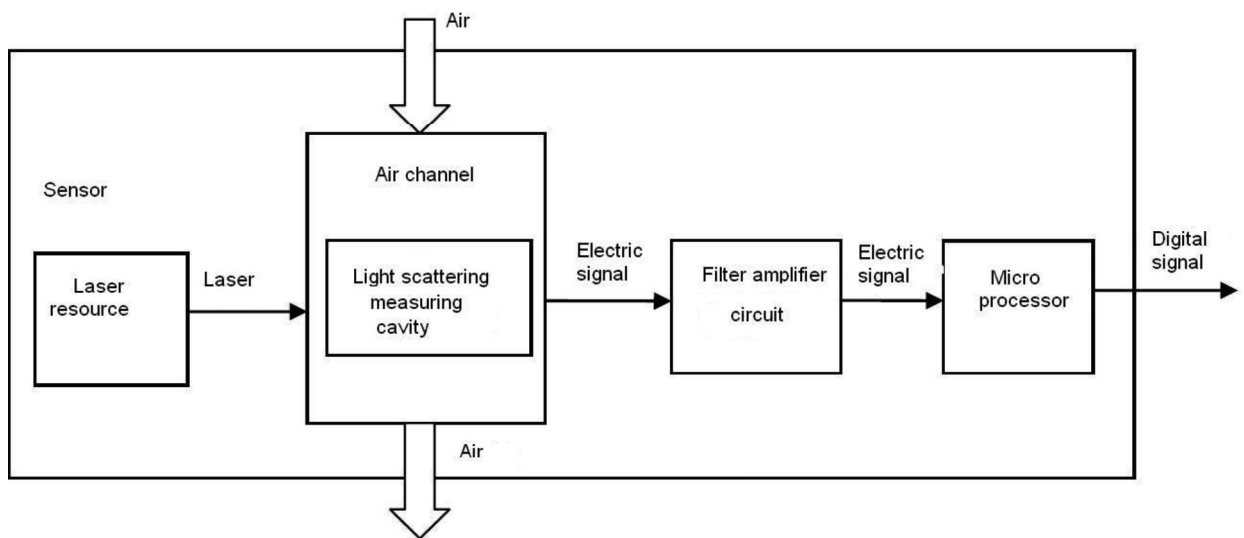 Air
Sensor
Air channel
Laser
resource
Laser
Light scattering
measuring
cavity
Electric
signal
Filter amplifier
circuit
Electric
signal
Micro
processor
Digital
signal
Air